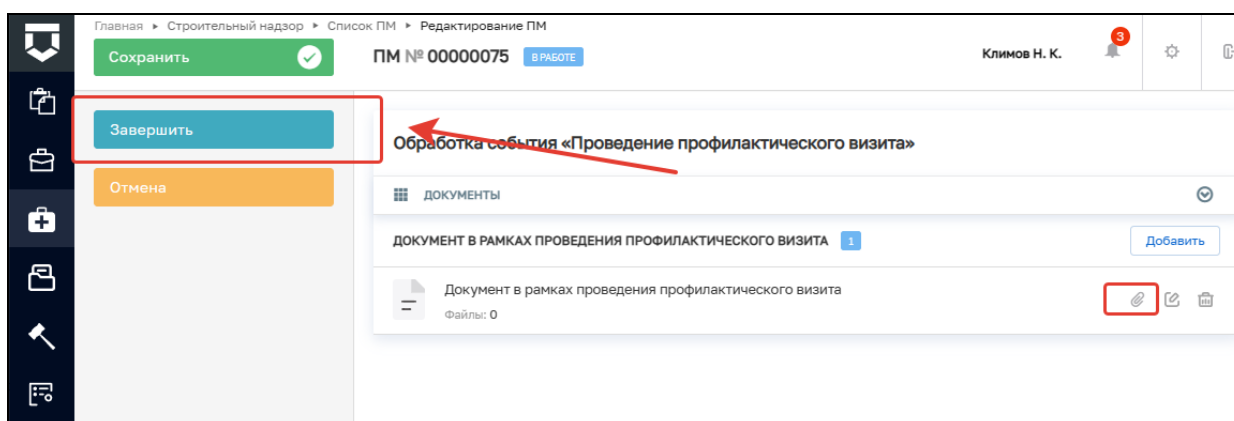 Главная ▸ Строительный надзор ▸ Список ПМ ▸ Редактирование ПМ
Сохранить
ПМ № 00000075 В РАБОТЕ
Климов Н. К.
3
Завершить
Обработка события «Проведение профилактического визита»
Отмена
ДОКУМЕНТЫ
ДОКУМЕНТ В РАМКАХ ПРОВЕДЕНИЯ ПРОФИЛАКТИЧЕСКОГО ВИЗИТА 1
Добавить
Документ в рамках проведения профилактического визита
Файлы: 0